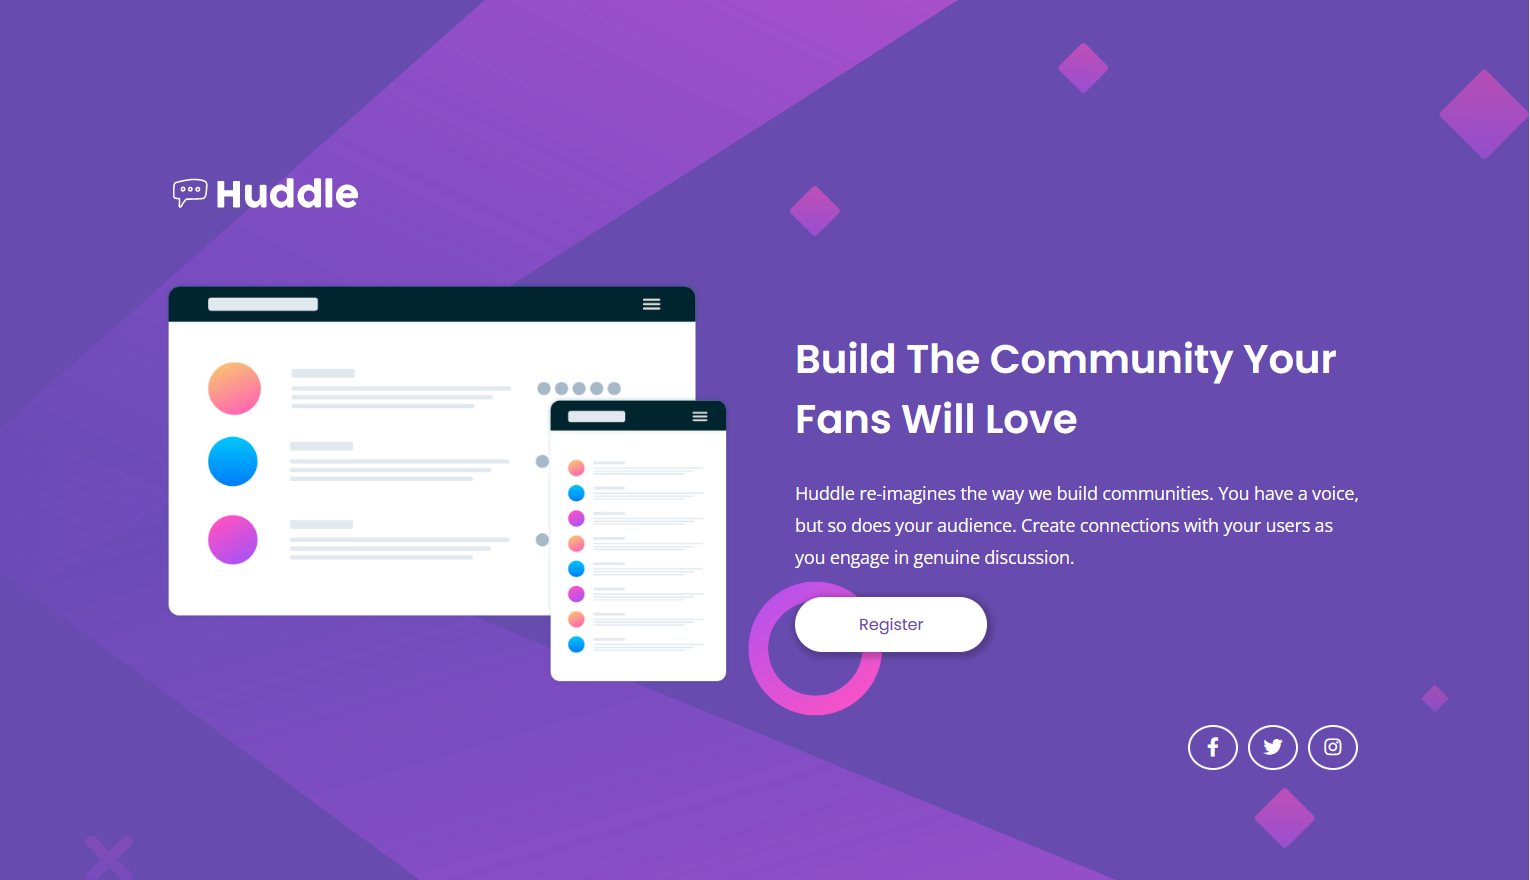 Huddle
Build The Community Your
Fans Will Love
Huddle re-imagines the way we build communities. You have a voice,
but so does your audience. Create connections with your users as
you engage in genuine discussion.
Register